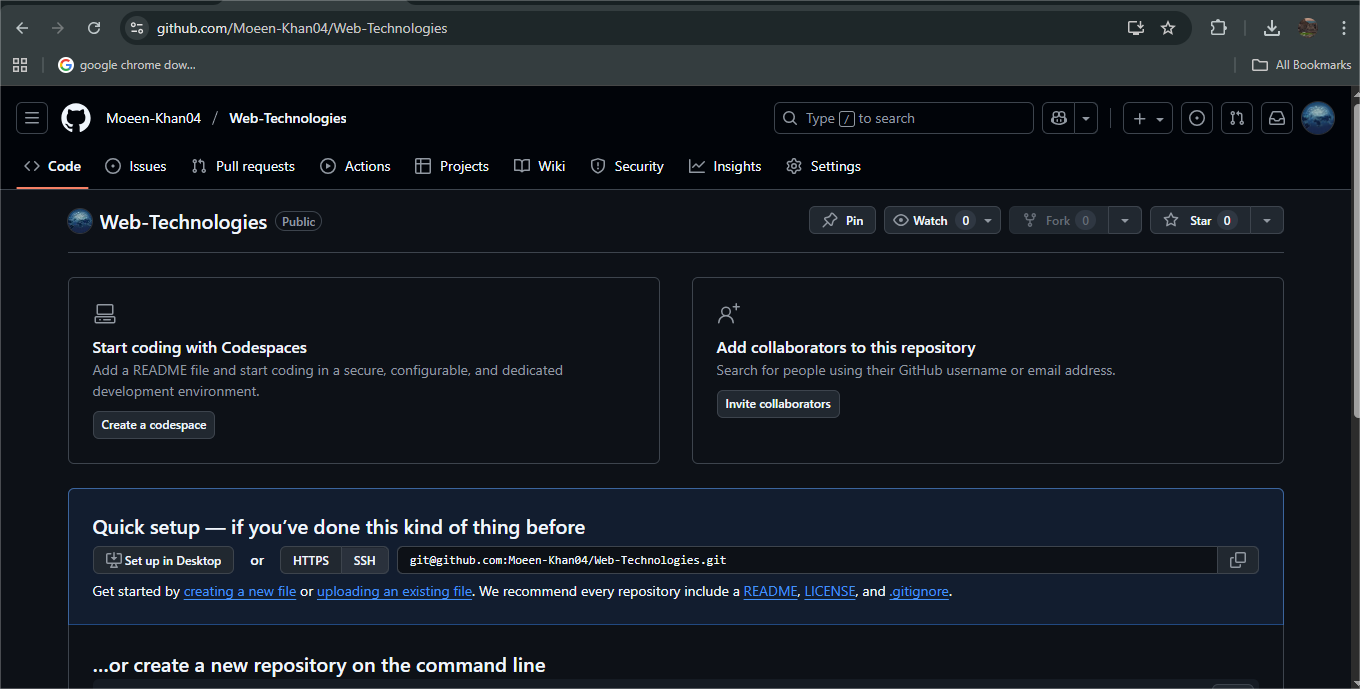 github.com/Moeen-Khan04/Web-Technologies
google chrome dow...
All Bookmarks
Moeen-Khan04 / Web-Technologies
Type / to search
Code Issues Pull requests Actions Projects Wiki Security Insights Settings
Web-Technologies Public
Pin Watch 0 Fork 0 Star 0
Start coding with Codespaces
Add a README file and start coding in a secure, configurable, and dedicated
development environment.
Create a codespace
Add collaborators to this repository
Search for people using their GitHub username or email address.
Invite collaborators
Quick setup — if you’ve done this kind of thing before
Set up in Desktop or HTTPS SSH git@github.com:Moeen-Khan04/Web-Technologies.git
Get started by creating a new file or uploading an existing file. We recommend every repository include a README, LICENSE, and .gitignore.
…or create a new repository on the command line